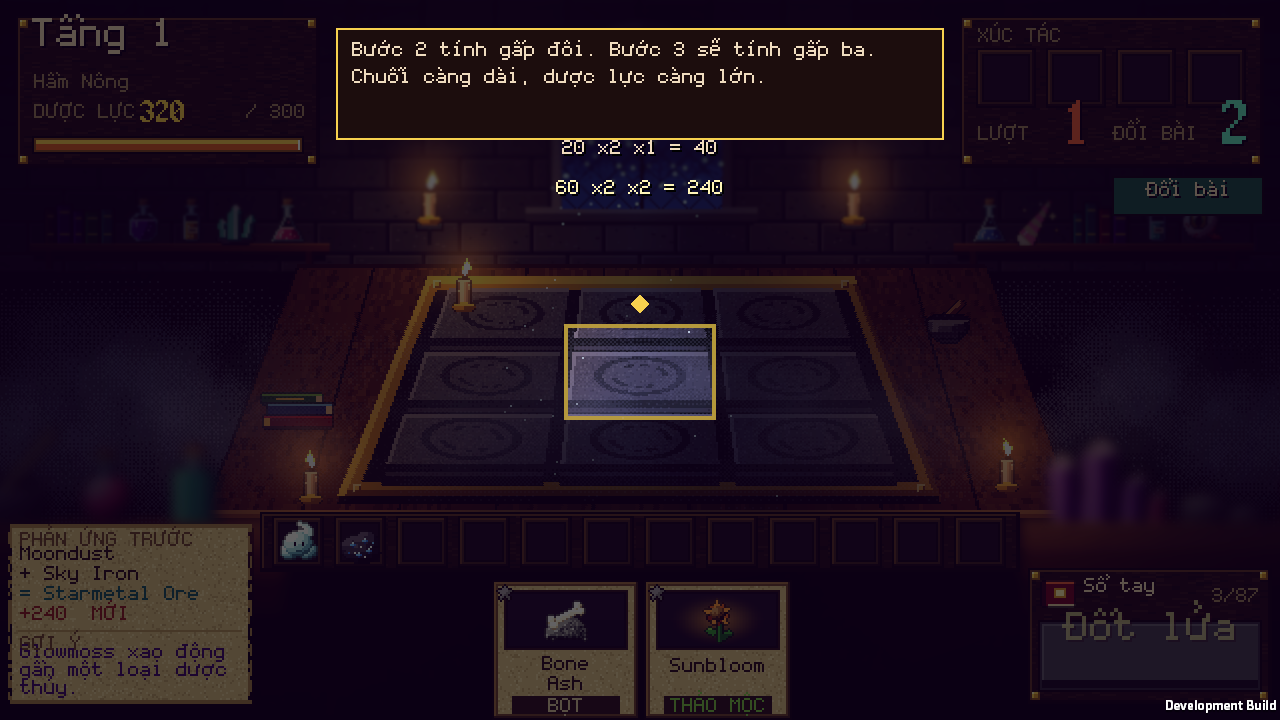 Tầng 1
Hầm Nông
DƯỢC LỰC 320 / 300
Bước 2 tính gấp đôi. Bước 3 sẽ tính gấp ba.
Chuỗi càng dài, dược lực càng lớn.
20 x2 x1 = 40
60 x2 x2 = 240
XÚC TÁC
LƯỢT 1 ĐỔI BÀI 2
Đổi bài
PHẢN ỨNG TRƯỚC
Moondust
+ Sky Iron
= Starmetal Ore
+240 MỚI
GỢI Ý
Glowmoss xao động
gần một loại dược
thủy.
Bone
Ash
BỘT
Sunbloom
THẢO MỘC
Sổ tay 3/87
Đốt lửa
Development Build